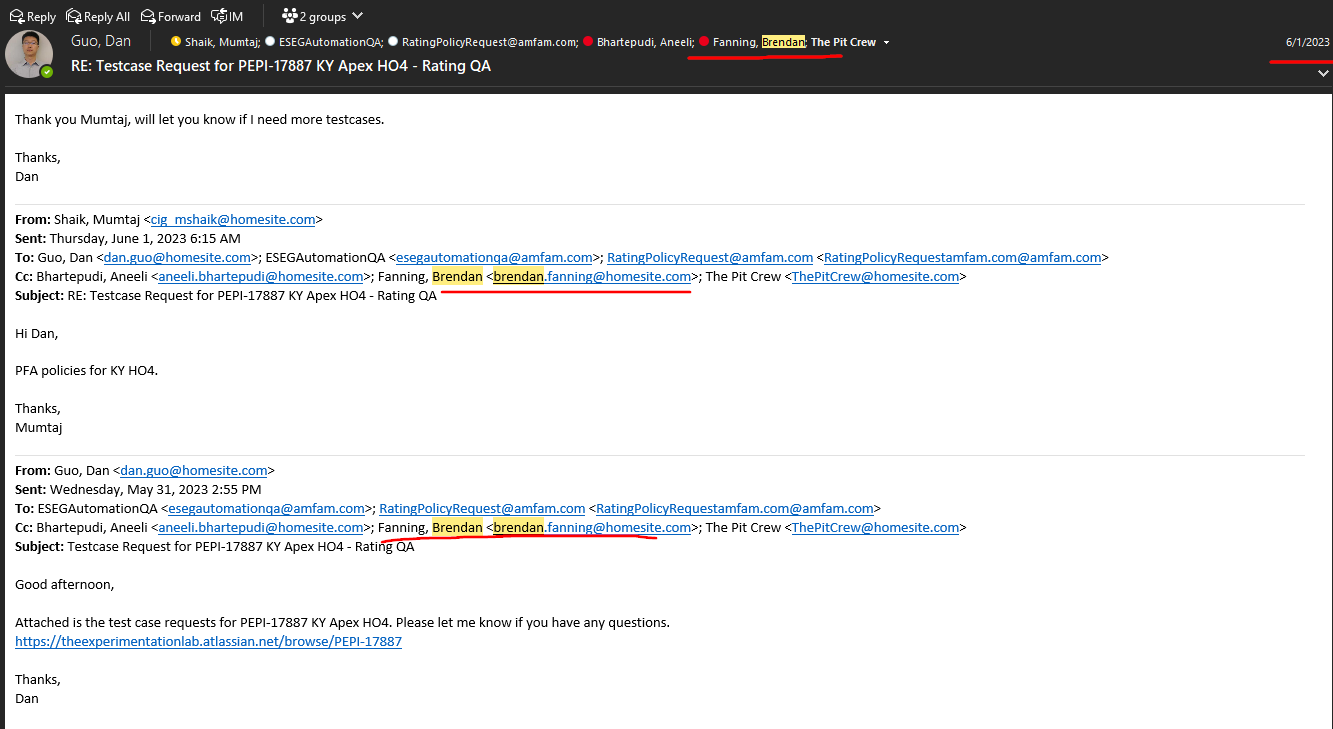 Reply Reply All Forward IM 2 groups
Guo, Dan Shaik, Mumtaj; ESEGAutomationQA; RatingPolicyRequest@amfam.com; Bhartepudi, Aneeli; Fanning, Brendan; The Pit Crew 6/1/2023
RE: Testcase Request for PEPI-17887 KY Apex HO4 - Rating QA
Thank you Mumtaj, will let you know if I need more testcases.
Thanks,
Dan
From: Shaik, Mumtaj <cig_mshaik@homesite.com>
Sent: Thursday, June 1, 2023 6:15 AM
To: Guo, Dan <dan.guo@homesite.com>; ESEGAutomationQA <esegautomationqa@amfam.com>; RatingPolicyRequest@amfam.com <RatingPolicyRequestamfam.com@amfam.com>
Cc: Bhartepudi, Aneeli <aneeli.bhartepudi@homesite.com>; Fanning, Brendan <brendan.fanning@homesite.com>; The Pit Crew <ThePitCrew@homesite.com>
Subject: RE: Testcase Request for PEPI-17887 KY Apex HO4 - Rating QA
Hi Dan,
PFA policies for KY HO4.
Thanks,
Mumtaj
From: Guo, Dan <dan.guo@homesite.com>
Sent: Wednesday, May 31, 2023 2:55 PM
To: ESEGAutomationQA <esegautomationqa@amfam.com>; RatingPolicyRequest@amfam.com <RatingPolicyRequestamfam.com@amfam.com>
Cc: Bhartepudi, Aneeli <aneeli.bhartepudi@homesite.com>; Fanning, Brendan <brendan.fanning@homesite.com>; The Pit Crew <ThePitCrew@homesite.com>
Subject: Testcase Request for PEPI-17887 KY Apex HO4 - Rating QA
Good afternoon,
Attached is the test case requests for PEPI-17887 KY Apex HO4. Please let me know if you have any questions.
https://theexperimentationlab.atlassian.net/browse/PEPI-17887
Thanks,
Dan